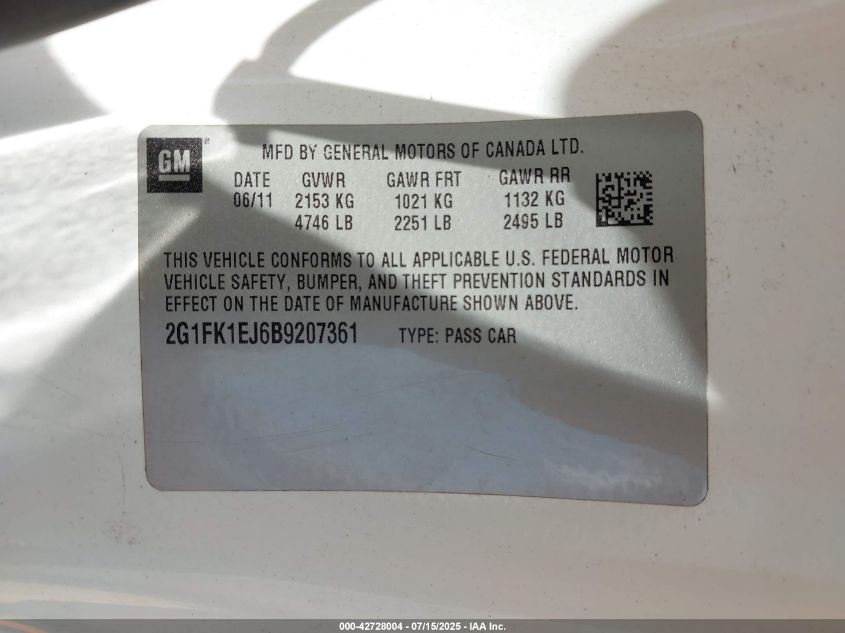 GM
MFD BY GENERAL MOTORS OF CANADA LTD.
DATE GVWR GAWR FRT GAWR RR
06/11 2153 KG 1021 KG 1132 KG
4746 LB 2251 LB 2495 LB
THIS VEHICLE CONFORMS TO ALL APPLICABLE U.S. FEDERAL MOTOR
VEHICLE SAFETY, BUMPER, AND THEFT PREVENTION STANDARDS IN
EFFECT ON THE DATE OF MANUFACTURE SHOWN ABOVE.
2G1FK1EJ6B9207361 TYPE: PASS CAR
000-42728004 - 07/15/2025 - IAA Inc.